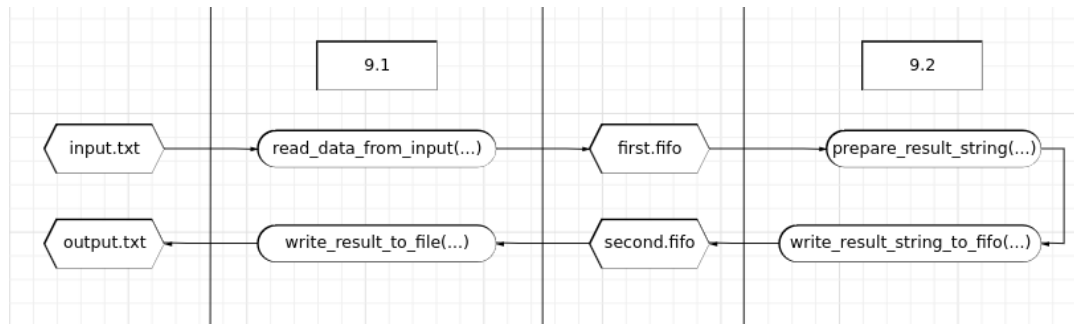 9.1
9.2
input.txt
read_data_from_input(...)
first.fifo
prepare_result_string(...)
output.txt
write_result_to_file(...)
second.fifo
write_result_string_to_fifo(...)